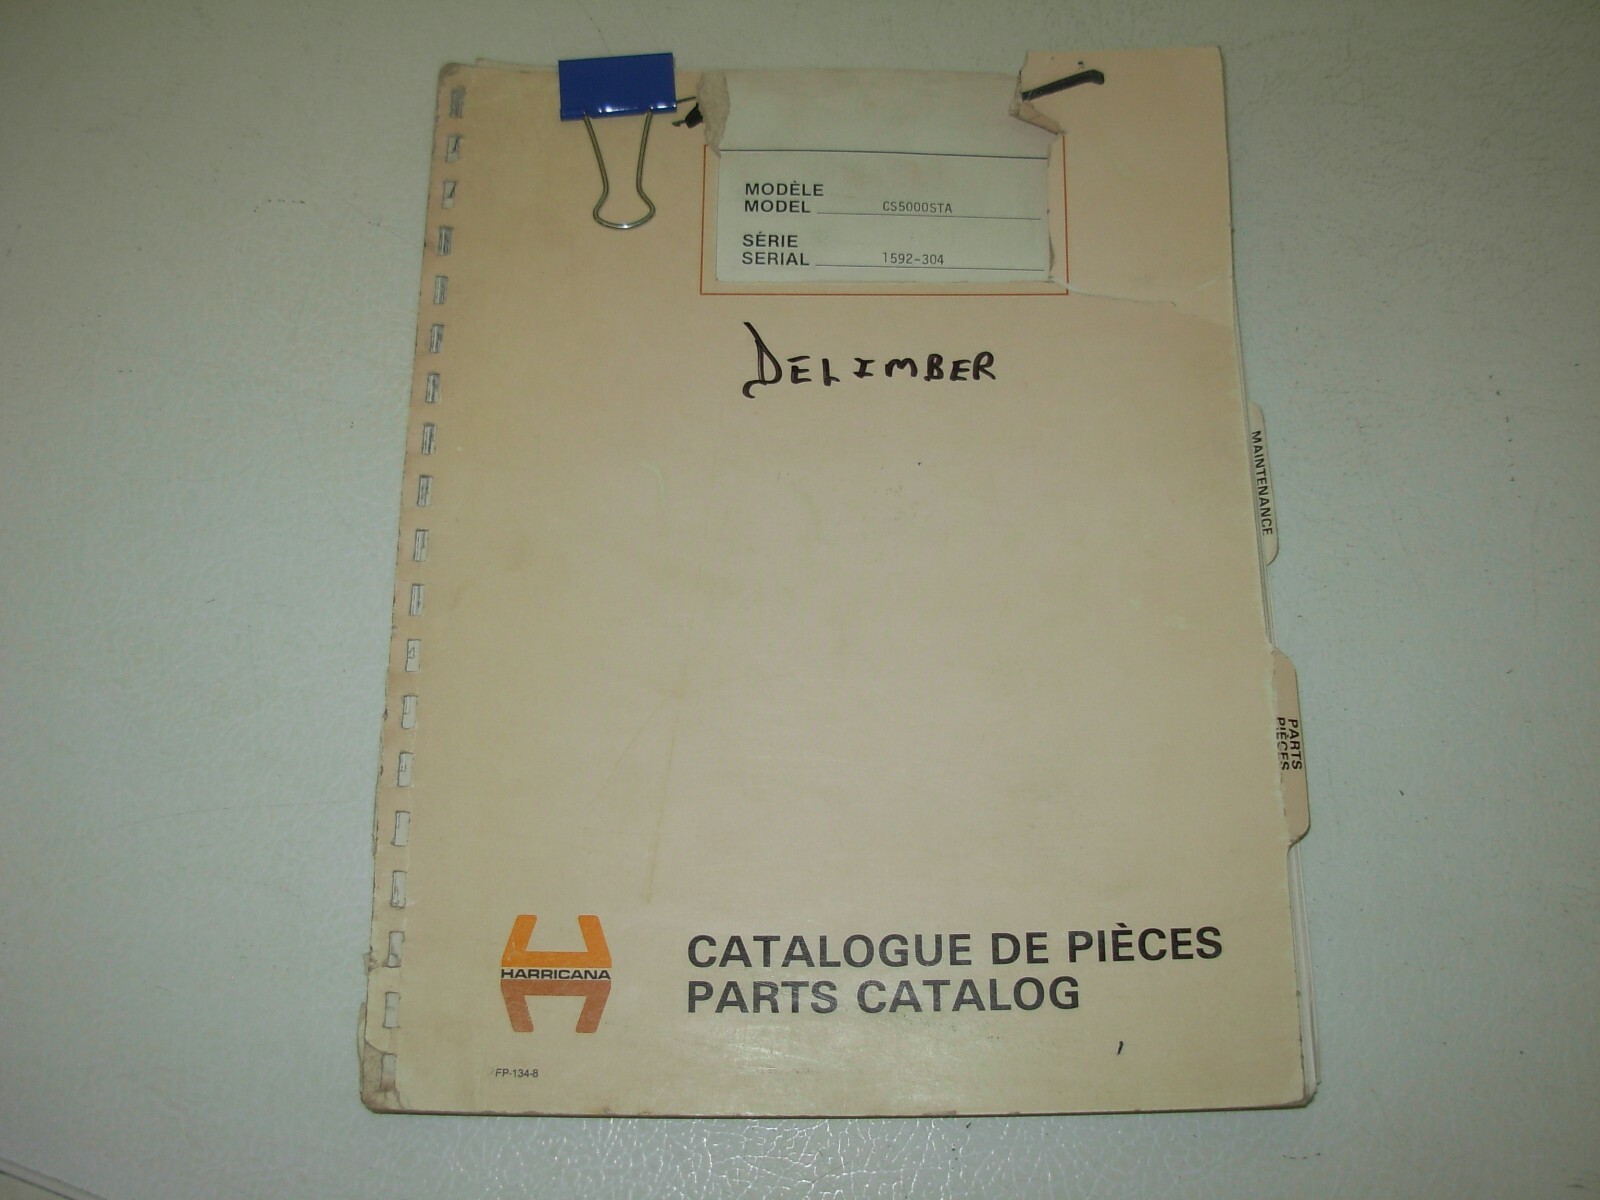 MODÈLE
MODEL CS5000STA
SÉRIE
SERIAL 1592-304
DELIMBER
MAINTENANCE
PARTS
PIÈCES
HARRICANA
CATALOGUE DE PIÈCES
PARTS CATALOG
FP-134-8